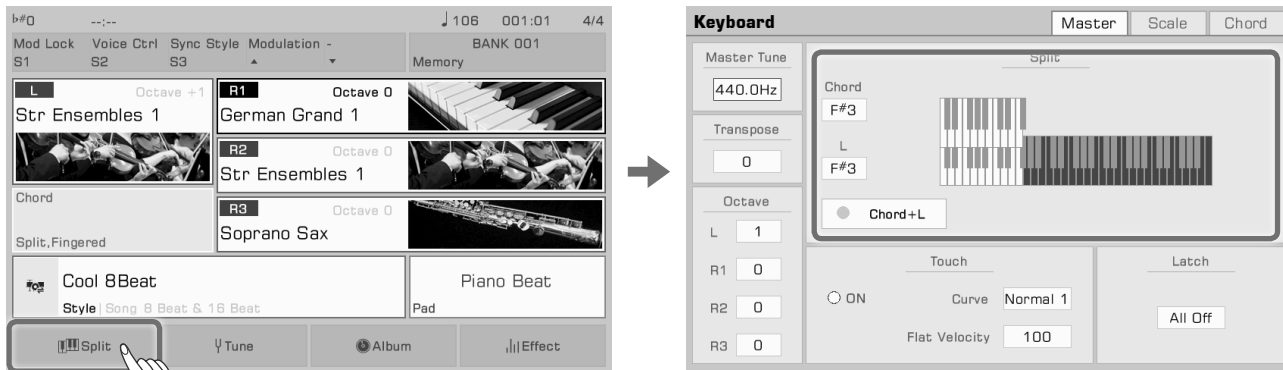 ♭#0 --:-- ♩106 001:01 4/4
Mod Lock Voice Ctrl Sync Style Modulation - BANK 001
S1 S2 S3 ▲ ▼ Memory
L Octave +1
Str Ensembles 1
R1 Octave 0
German Grand 1
R2 Octave 0
Str Ensembles 1
Chord
Split,Fingered
R3 Octave 0
Soprano Sax
Cool 8Beat
Style | Song 8 Beat & 16 Beat
Piano Beat
Pad
Split Tune Album Effect
Keyboard Master Scale Chord
Master Tune
440.0Hz
Transpose
0
Octave
L 1
R1 0
R2 0
R3 0
Split
Chord
F#3
L
F#3
Chord+L
Touch
ON Curve Normal 1
Flat Velocity 100
Latch
All Off